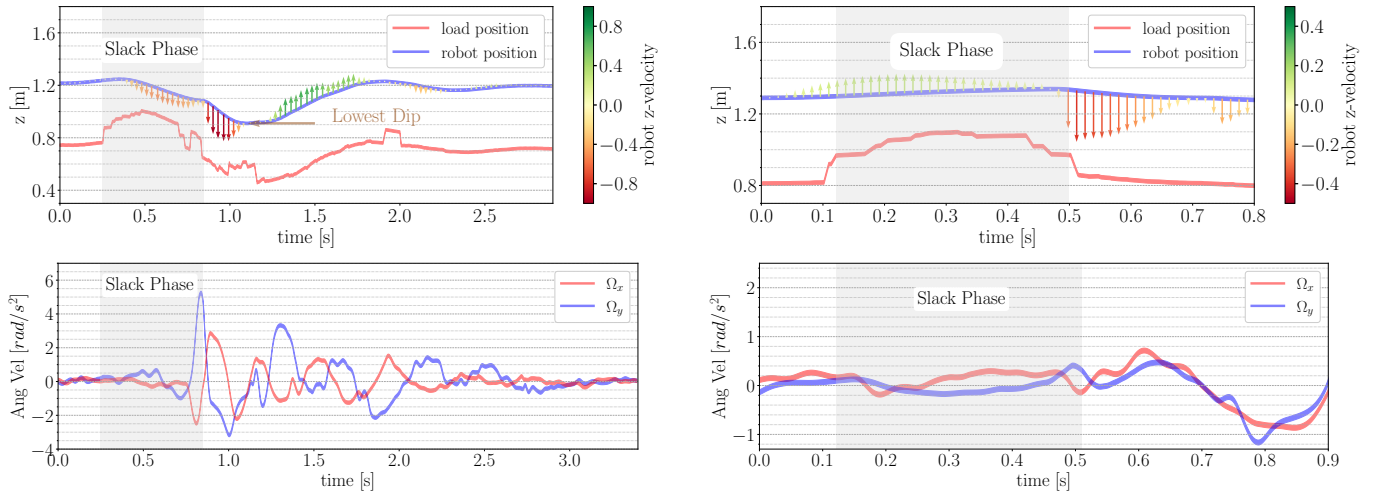 1.6
1.2
0.8
0.4
z [m]
Slack Phase
load position
robot position
Lowest Dip
0.0 0.5 1.0 1.5 2.0 2.5
time [s]
0.8
0.4
0.0
−0.4
−0.8
robot z-velocity
1.6
1.2
0.8
z [m]
Slack Phase
load position
robot position
0.0 0.1 0.2 0.3 0.4 0.5 0.6 0.7 0.8
time [s]
0.4
0.2
0.0
−0.2
−0.4
robot z-velocity
6
4
2
0
−2
−4
Ang Vel [rad/s²]
Slack Phase
Ωx
Ωy
0.0 0.5 1.0 1.5 2.0 2.5 3.0
time [s]
2
1
0
−1
Ang Vel [rad/s²]
Slack Phase
Ωx
Ωy
0.0 0.1 0.2 0.3 0.4 0.5 0.6 0.7 0.8 0.9
time [s]